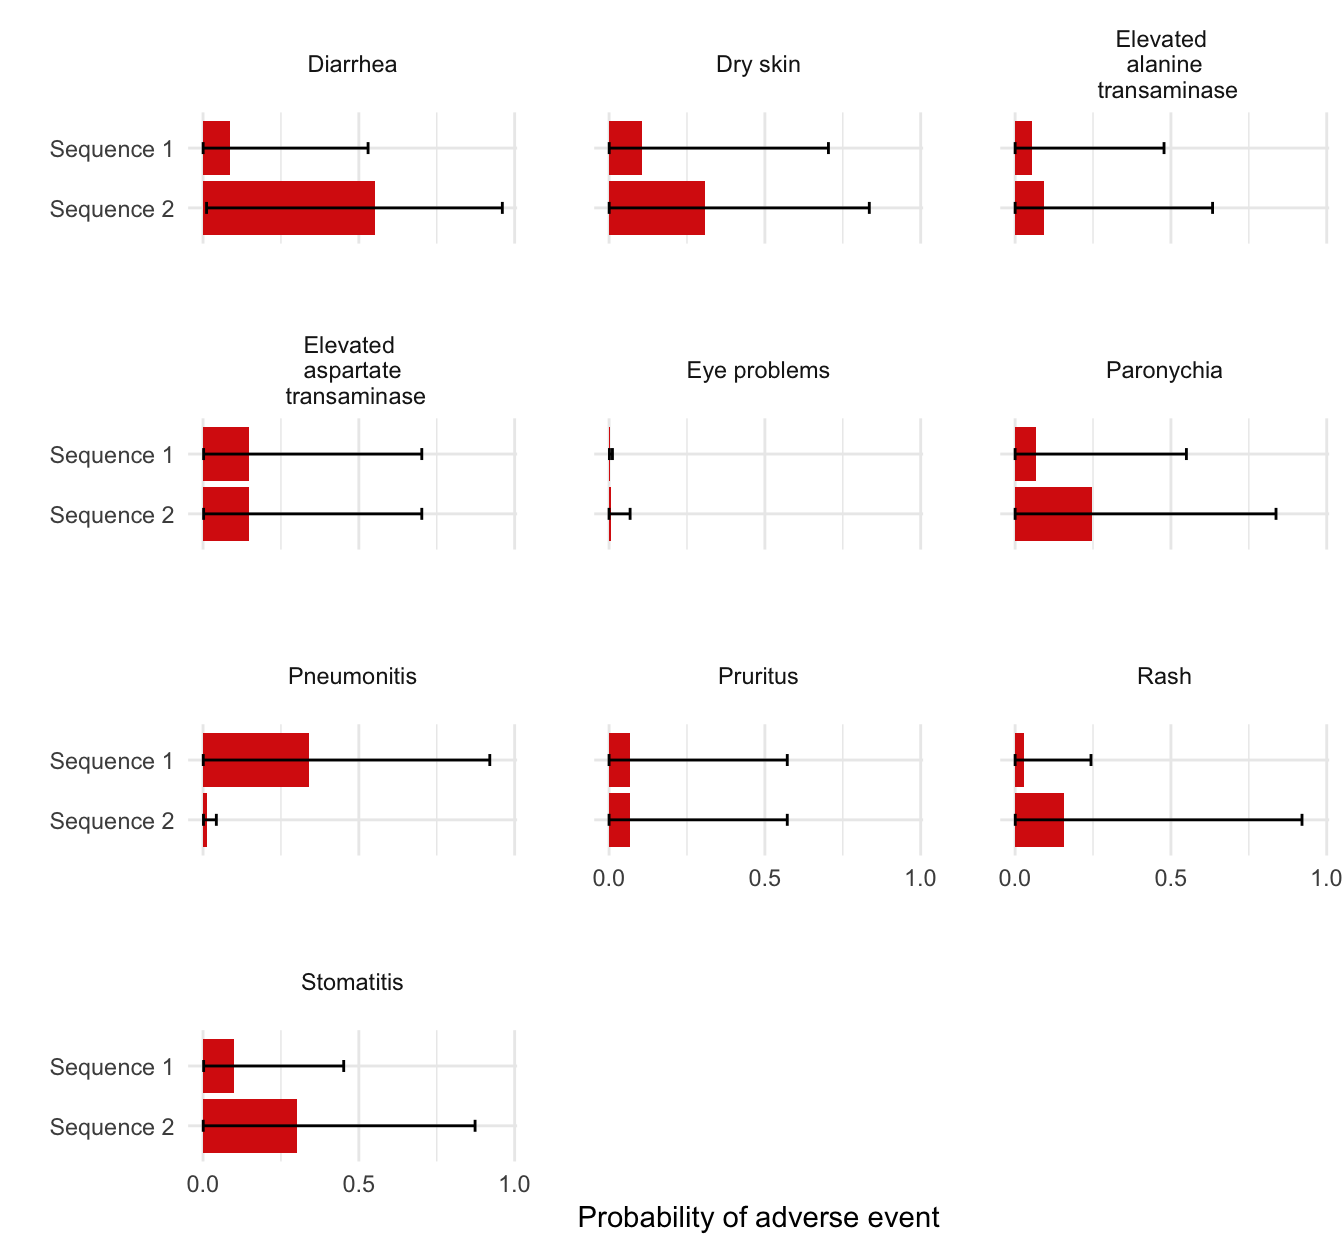 Diarrhea
Dry skin
Elevated
alanine
transaminase
Sequence 1
Sequence 2
Elevated
aspartate
transaminase
Eye problems
Paronychia
Sequence 1
Sequence 2
Pneumonitis
Pruritus
Rash
Sequence 1
Sequence 2
0.0 0.5 1.0
0.0 0.5 1.0
Stomatitis
Sequence 1
Sequence 2
0.0 0.5 1.0
Probability of adverse event